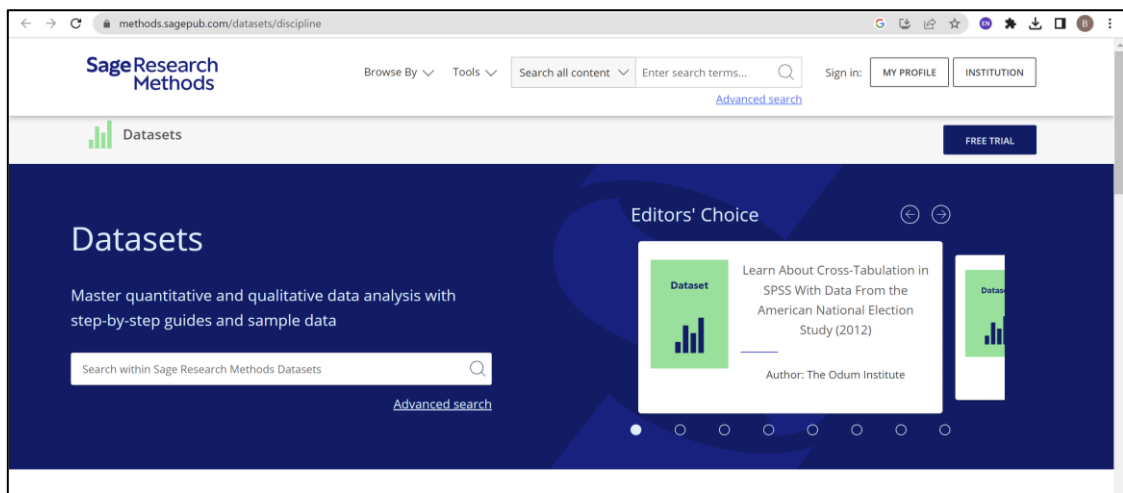 methods.sagepub.com/datasets/discipline
G
EN
B
Sage Research
Methods
Browse By
Tools
Search all content
Enter search terms...
Sign in:
MY PROFILE
INSTITUTION
Advanced search
Datasets
FREE TRIAL
Datasets
Master quantitative and qualitative data analysis with
step-by-step guides and sample data
Search within Sage Research Methods Datasets
Advanced search
Editors' Choice
Dataset
Learn About Cross-Tabulation in
SPSS With Data From the
American National Election
Study (2012)
Author: The Odum Institute